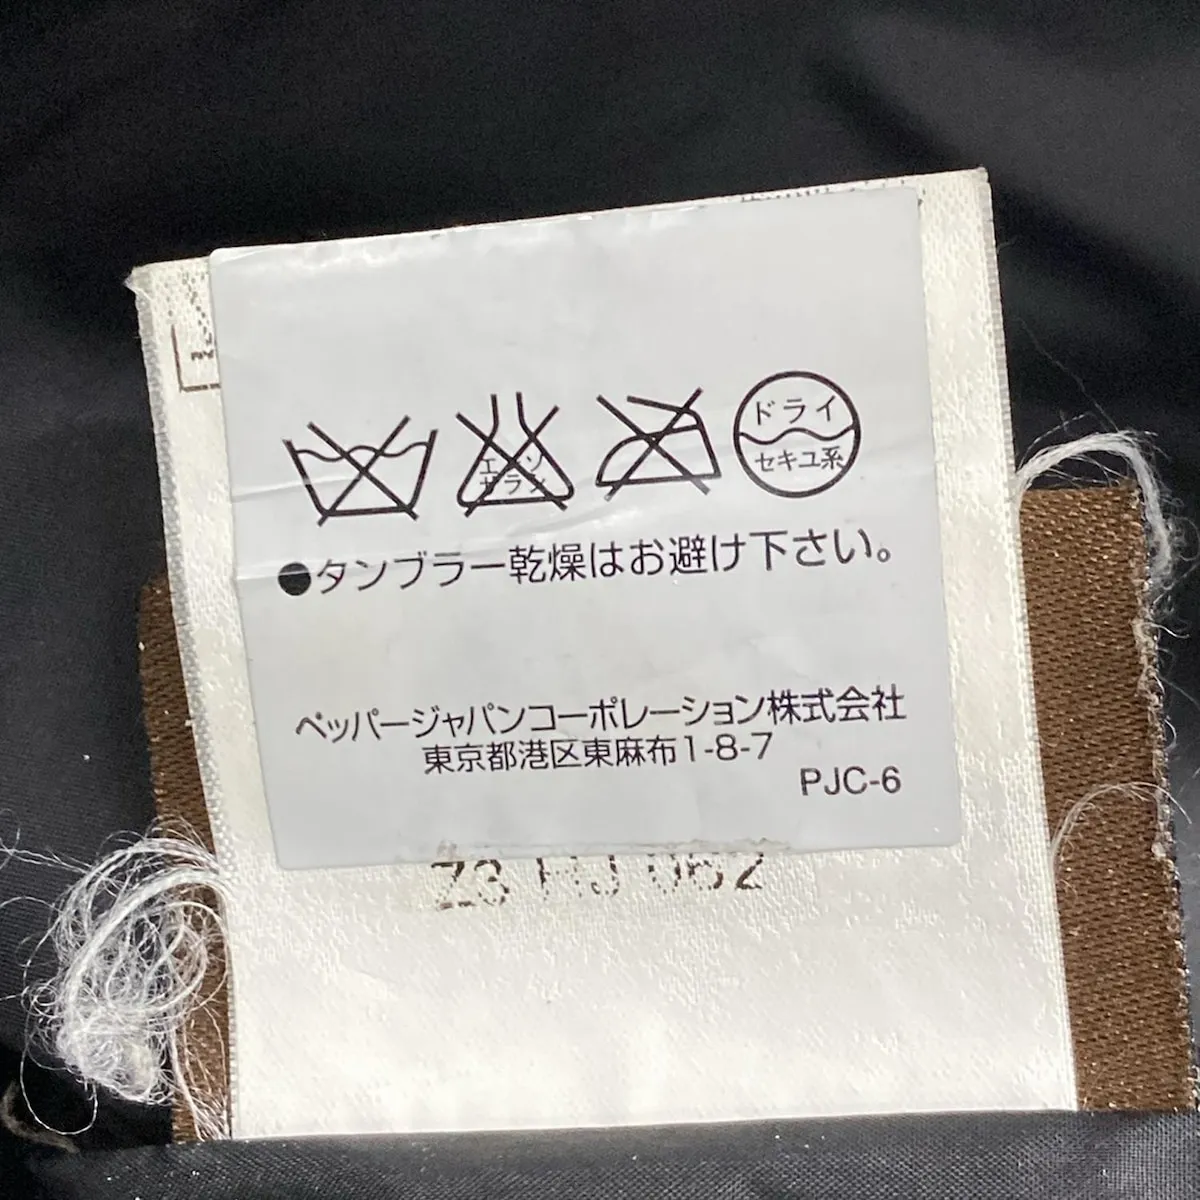 エンソ
サラシ
ドライ
セキユ系
●タンブラー乾燥はお避け下さい。
ペッパージャパンコーポレーション株式会社
東京都港区東麻布1-8-7
PJC-6